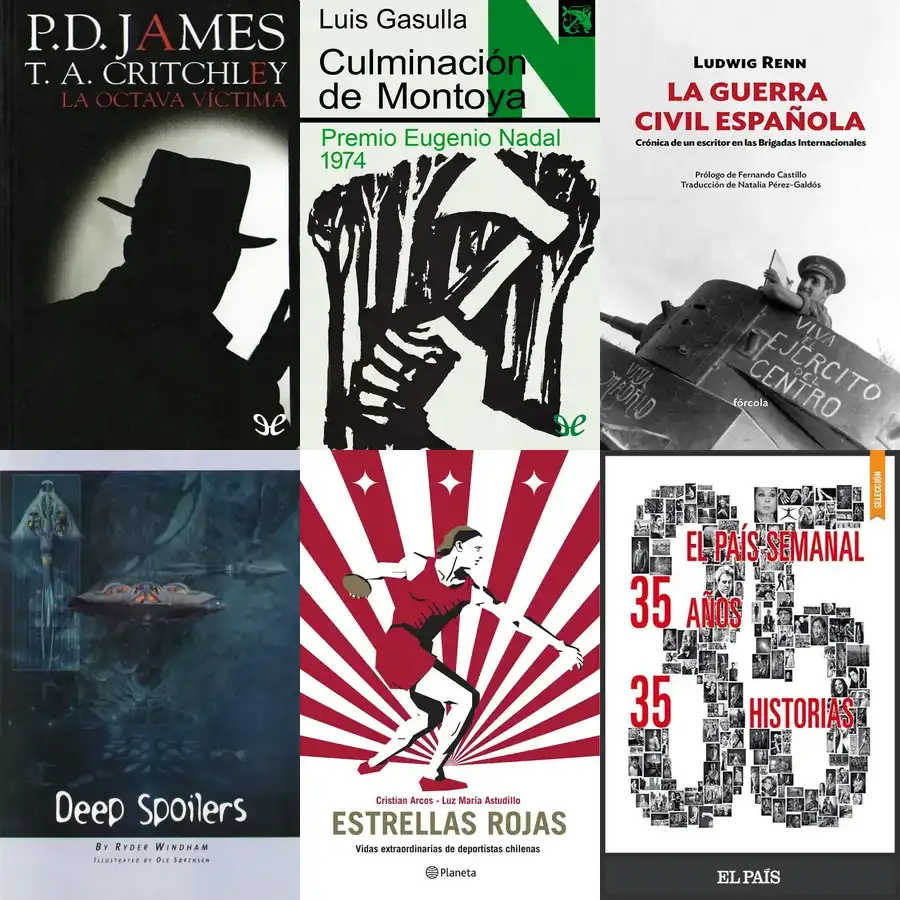 P.D. JAMES
T. A. CRITCHLEY
LA OCTAVA VÍCTIMA
Luis Gasulla
Culminación
de Montoya
Premio Eugenio Nadal
1974
LUDWIG RENN
LA GUERRA
CIVIL ESPAÑOLA
Crónica de un escritor en las Brigadas Internacionales
Prólogo de Fernando Castillo
Traducción de Natalia Pérez-Galdós
VIVA
EL
EJÉRCITO
DEL
CENTRO
VIVA
MADRID
fórcola
Deep Spoilers
BY RYDER WINDHAM
ILLUSTRATED BY OLE SØRENSEN
Cristian Arcos - Luz María Astudillo
ESTRELLAS ROJAS
Vidas extraordinarias de deportistas chilenas
Planeta
SELECCIÓN
EL PAÍS SEMANAL
35 AÑOS
35 HISTORIAS
EL PAÍS